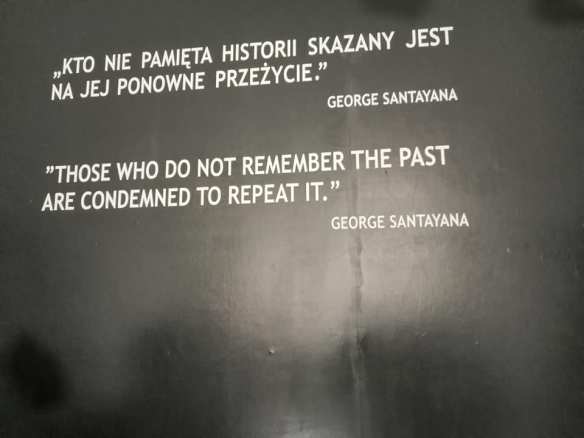 „KTO NIE PAMIĘTA HISTORII SKAZANY JEST
NA JEJ PONOWNE PRZEŻYCIE.”
GEORGE SANTAYANA
”THOSE WHO DO NOT REMEMBER THE PAST
ARE CONDEMNED TO REPEAT IT.”
GEORGE SANTAYANA